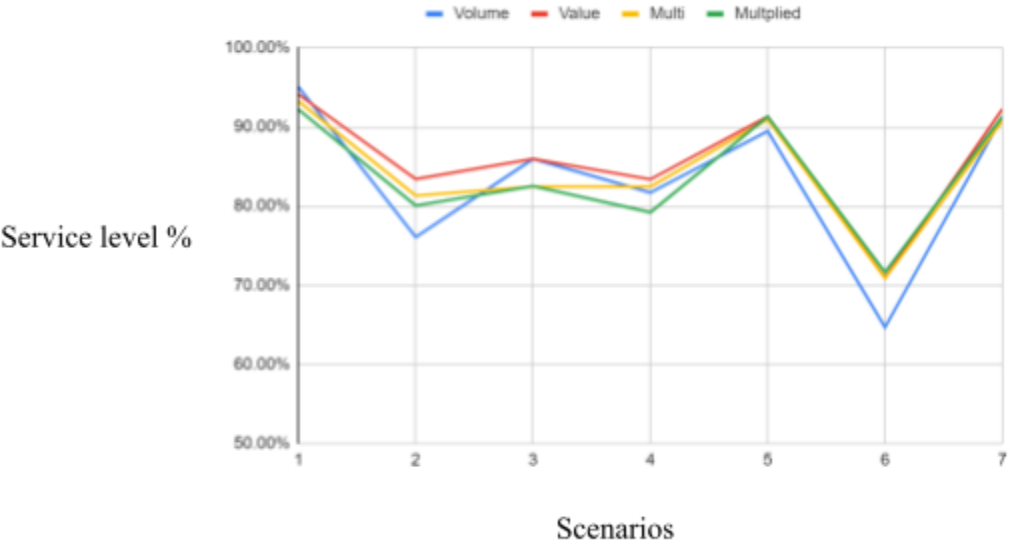 Volume Value Multi Multplied
100.00%
90.00%
80.00%
Service level %
70.00%
60.00%
50.00%
1 2 3 4 5 6 7
Scenarios